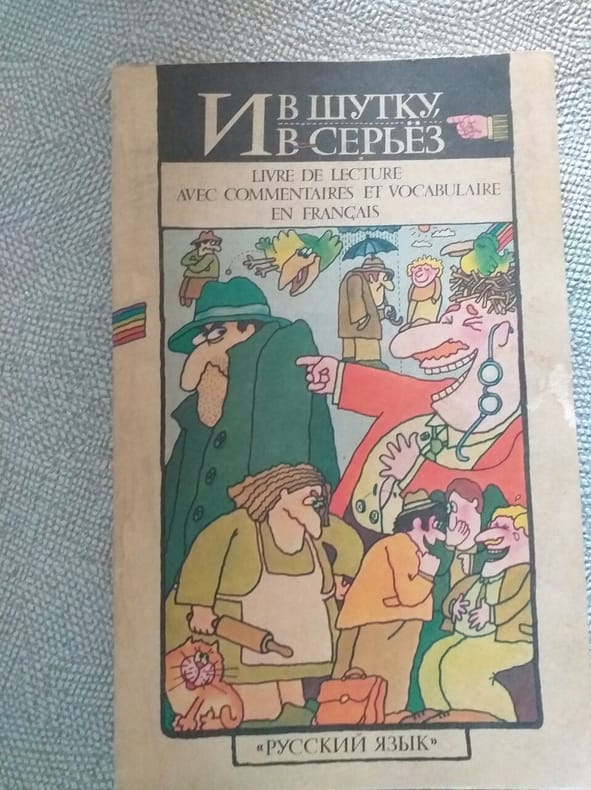 И В ШУТКУ,
В СЕРЬЁЗ
LIVRE DE LECTURE
AVEC COMMENTAIRES ET VOCABULAIRE
EN FRANÇAIS
«РУССКИЙ ЯЗЫК»